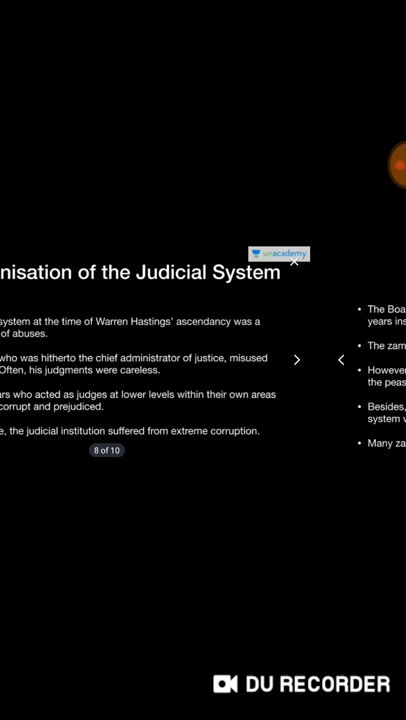 unacademy
nisation of the Judicial System
system at the time of Warren Hastings' ascendancy was a
of abuses.
who was hitherto the chief administrator of justice, misused
Often, his judgments were careless.
rs who acted as judges at lower levels within their own areas
corrupt and prejudiced.
e, the judicial institution suffered from extreme corruption.
8 of 10
• The Boa
years ins
• The zam
• However
the peas
• Besides,
system v
• Many za
DU RECORDER